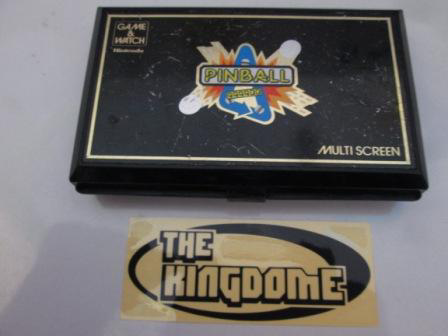 GAME
&
WATCH
Nintendo
PINBALL
MULTI SCREEN
THE
KINGDOME